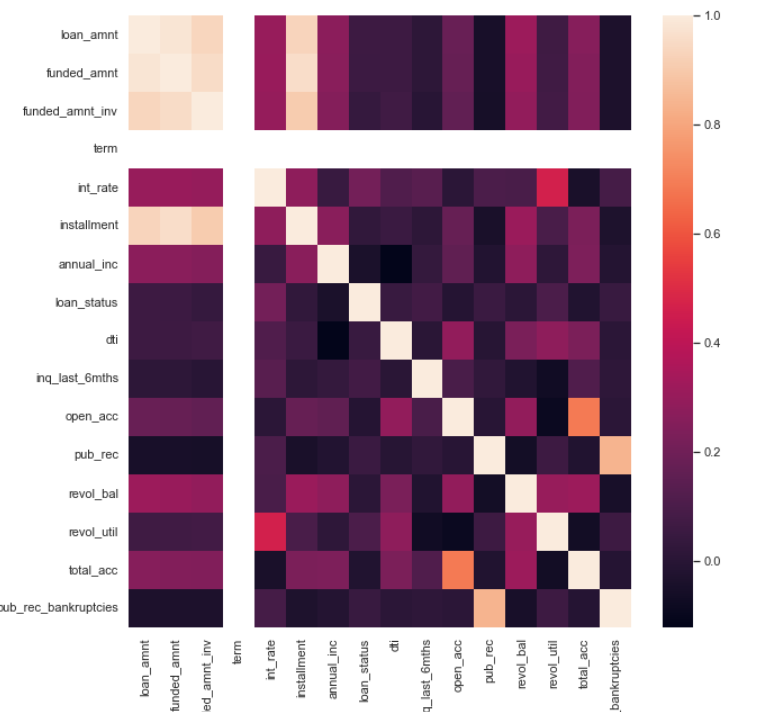 loan_amnt
funded_amnt
funded_amnt_inv
term
int_rate
installment
annual_inc
loan_status
dti
inq_last_6mths
open_acc
pub_rec
revol_bal
revol_util
total_acc
pub_rec_bankruptcies
loan_amnt
funded_amnt
ed_amnt_inv
term
int_rate
installment
annual_inc
loan_status
dti
q_last_6mths
open_acc
pub_rec
revol_bal
revol_util
total_acc
_bankruptcies
1.0
0.8
0.6
0.4
0.2
0.0